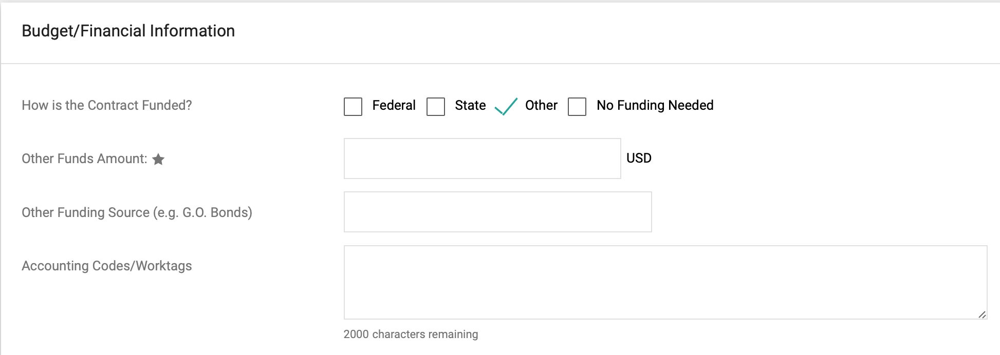 Budget/Financial Information
How is the Contract Funded? Federal State Other No Funding Needed
Other Funds Amount: USD
Other Funding Source (e.g. G.O. Bonds)
Accounting Codes/Worktags
2000 characters remaining